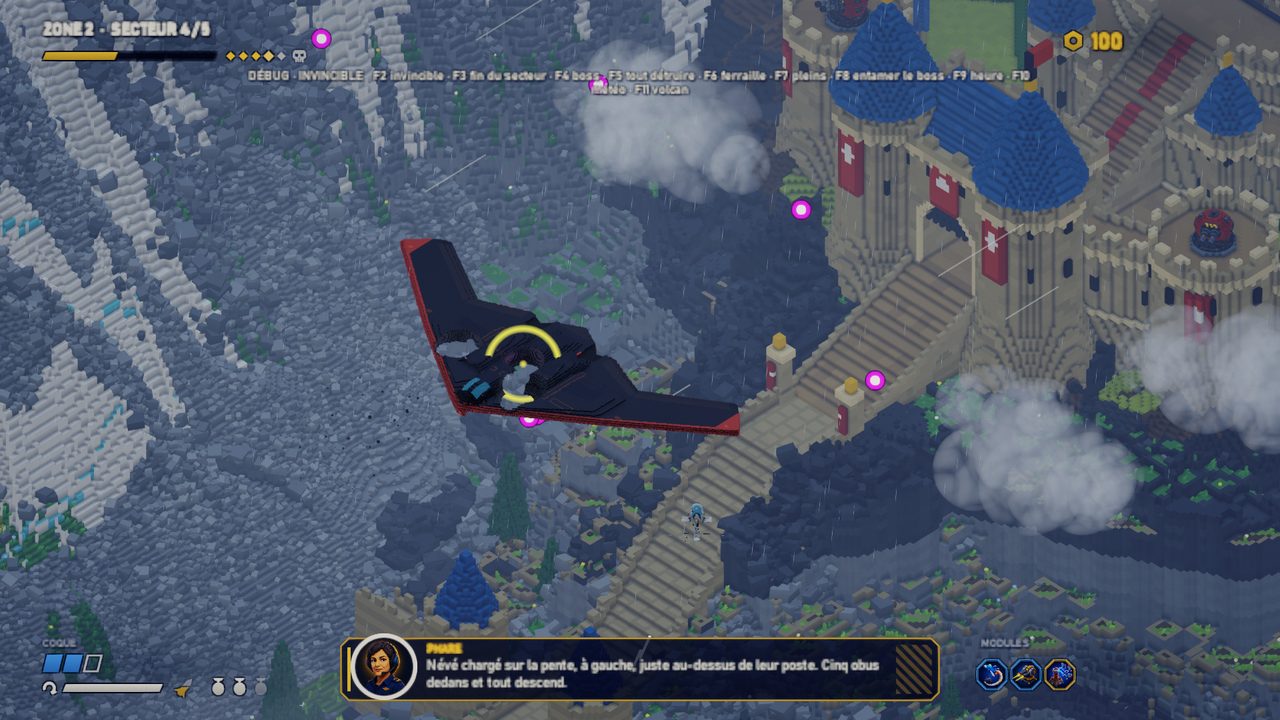 ZONE 2 - SECTEUR 4/5
100
DÉBUG · INVINCIBLE · F2 invincible · F3 fin du secteur · F4 boss · F5 tout détruire · F6 ferraille · F7 pleins · F8 entamer le boss · F9 heure · F10
météo · F11 volcan
COQUE
PHARE
Névé chargé sur la pente, à gauche, juste au-dessus de leur poste. Cinq obus
dedans et tout descend.
MODULES